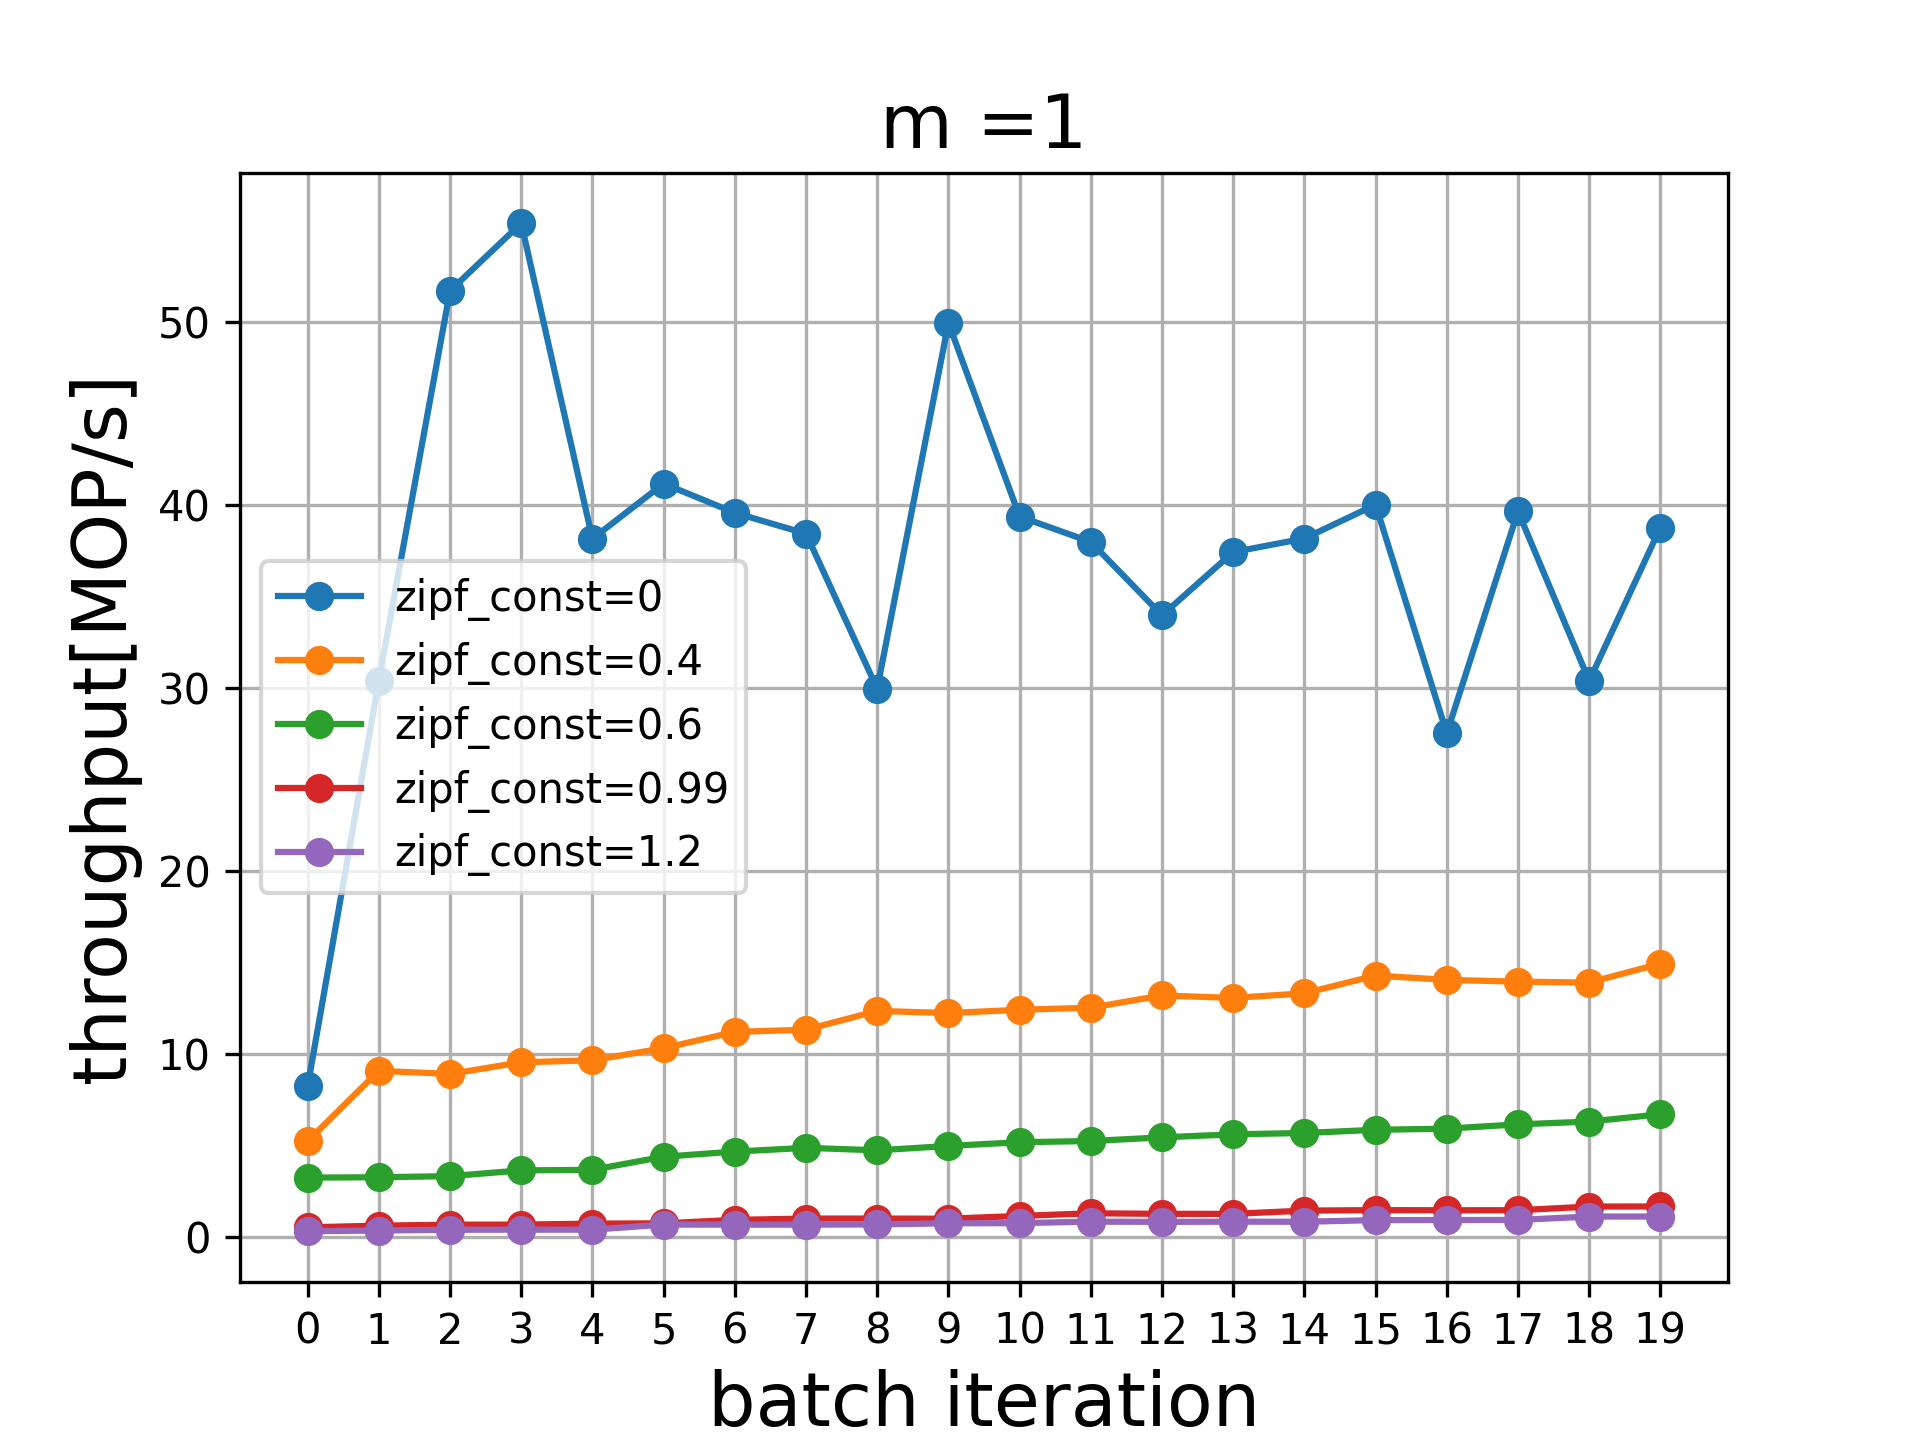 m =1
throughput[MOP/s]
50
40
30
20
10
0
zipf_const=0
zipf_const=0.4
zipf_const=0.6
zipf_const=0.99
zipf_const=1.2
0 1 2 3 4 5 6 7 8 9 10 11 12 13 14 15 16 17 18 19
batch iteration